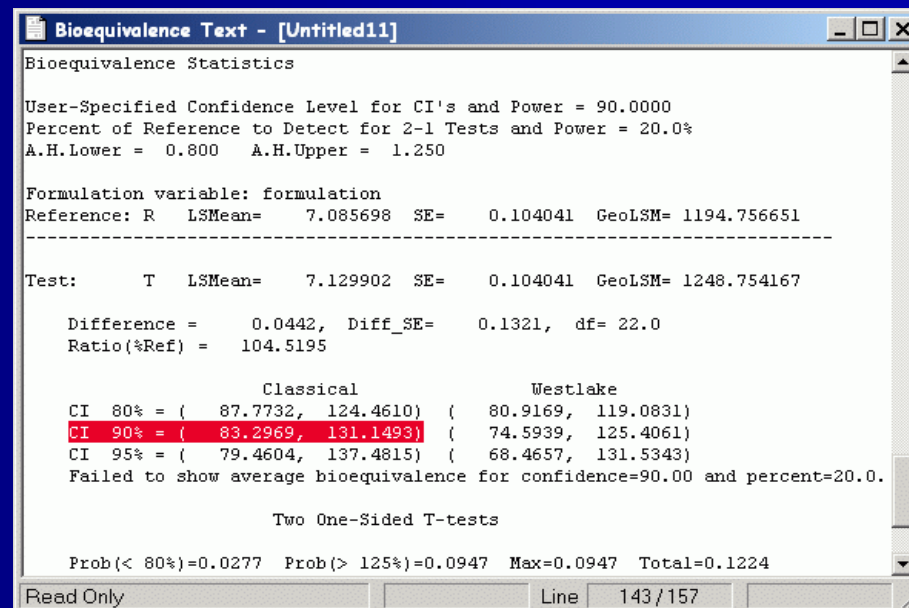 Bioequivalence Text - [Untitled11]
Bioequivalence Statistics
User-Specified Confidence Level for CI's and Power = 90.0000
Percent of Reference to Detect for 2-1 Tests and Power = 20.0%
A.H.Lower =  0.800   A.H.Upper =  1.250
Formulation variable: formulation
Reference: R   LSMean=    7.085698  SE=    0.104041  GeoLSM= 1194.756651
---------------------------------------------------------------------------
Test:      T   LSMean=    7.129902  SE=    0.104041  GeoLSM= 1248.754167
Difference =     0.0442, Diff_SE=    0.1321, df= 22.0
Ratio(%Ref) =   104.5195
Classical                  Westlake
CI  80% = (   87.7732,  124.4610)  (   80.9169,  119.0831)
CI  90% = (   83.2969,  131.1493)  (   74.5939,  125.4061)
CI  95% = (   79.4604,  137.4815)  (   68.4657,  131.5343)
Failed to show average bioequivalence for confidence=90.00 and percent=20.0.
Two One-Sided T-tests
Prob(< 80%)=0.0277  Prob(> 125%)=0.0947  Max=0.0947  Total=0.1224
Read Only   Line   143/157